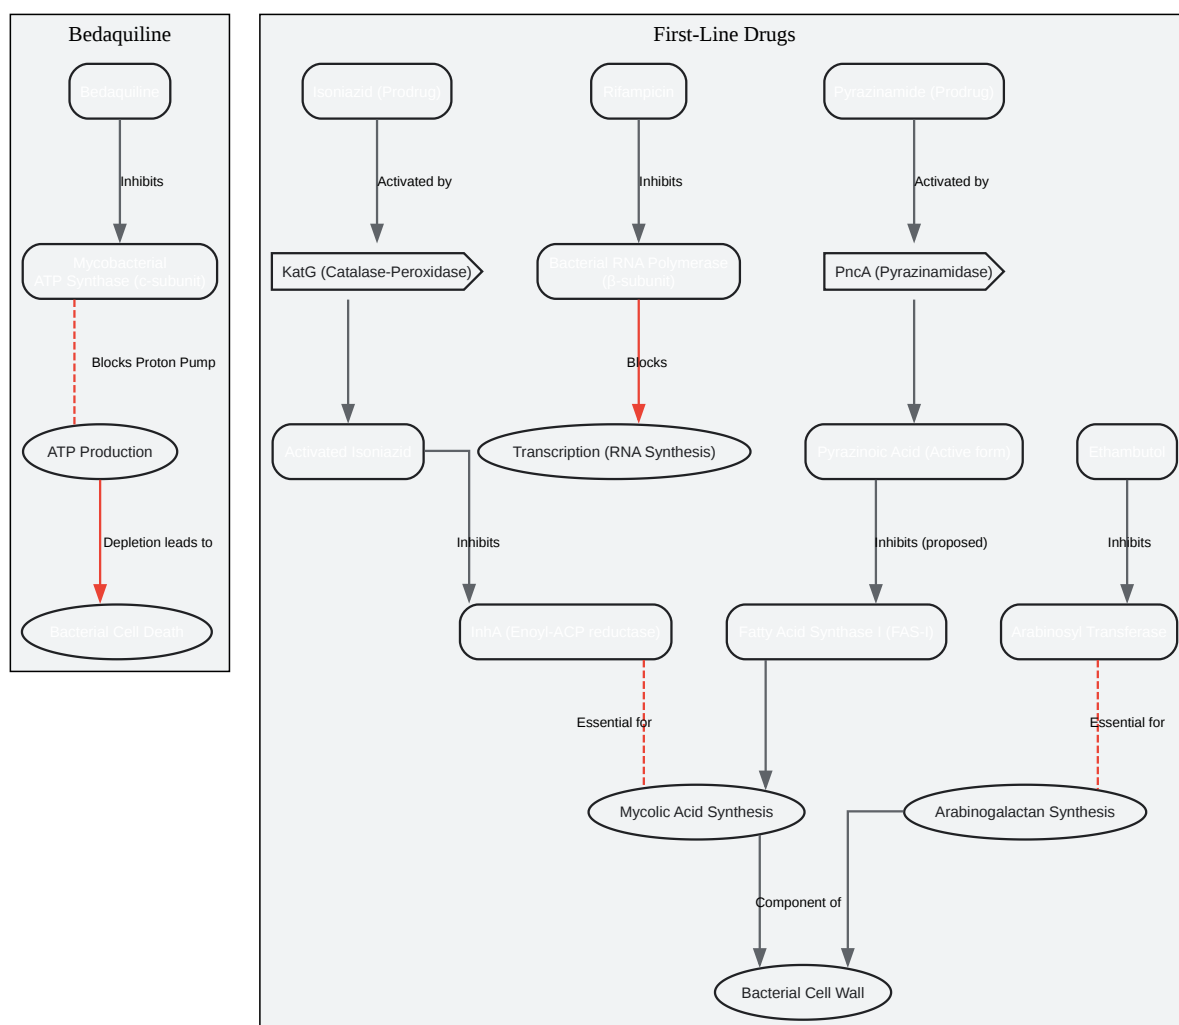 Bedaquiline
First-Line Drugs
Bedaquiline
Isoniazid (Prodrug)
Rifampicin
Pyrazinamide (Prodrug)
Inhibits
Activated by
Inhibits
Activated by
Mycobacterial
ATP Synthase (c-subunit)
KatG (Catalase-Peroxidase)
Bacterial RNA Polymerase
(β-subunit)
PncA (Pyrazinamidase)
Blocks Proton Pump
Blocks
ATP Production
Activated Isoniazid
Transcription (RNA Synthesis)
Pyrazinoic Acid (Active form)
Ethambutol
Depletion leads to
Inhibits
Inhibits (proposed)
Inhibits
Bacterial Cell Death
InhA (Enoyl-ACP reductase)
Fatty Acid Synthase I (FAS-I)
Arabinosyl Transferase
Essential for
Essential for
Mycolic Acid Synthesis
Arabinogalactan Synthesis
Component of
Bacterial Cell Wall